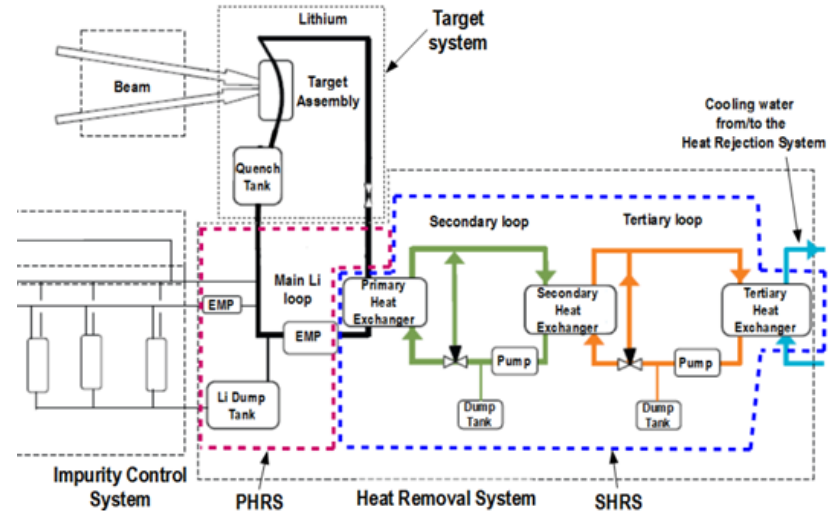 Lithium
Target
system
Beam
Target
Assembly
Cooling water
from/to the
Heat Rejection System
Quench
Tank
Secondary loop
Tertiary loop
Main Li
loop
EMP
EMP
Primary
Heat
Exchanger
Secondary
Heat
Exchanger
Tertiary
Heat
Exchanger
Pump
Pump
Li Dump
Tank
Dump
Tank
Dump
Tank
Impurity Control
System
PHRS
Heat Removal System
SHRS